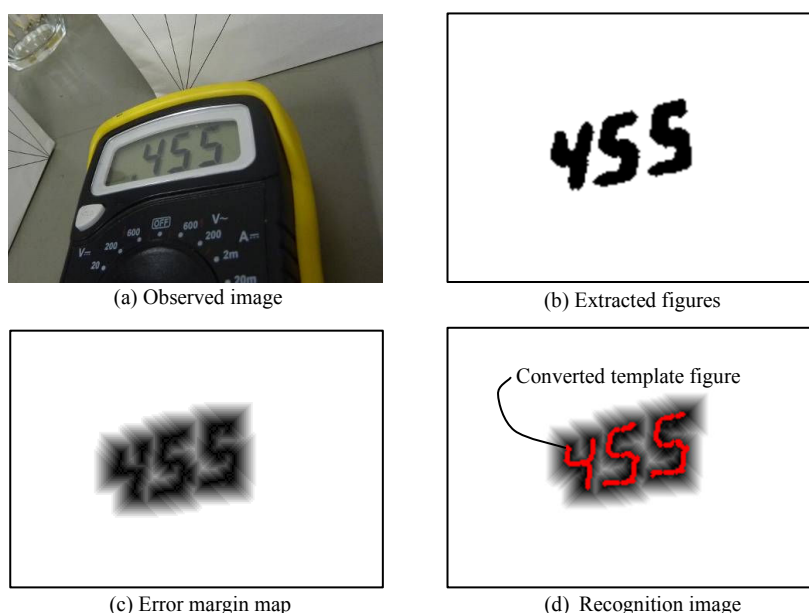 .455
OFF
600
600
V~
200
200
A
V
20
2m
20m
(a) Observed image
455
(b) Extracted figures
455
(c) Error margin map
Converted template figure
455
(d) Recognition image